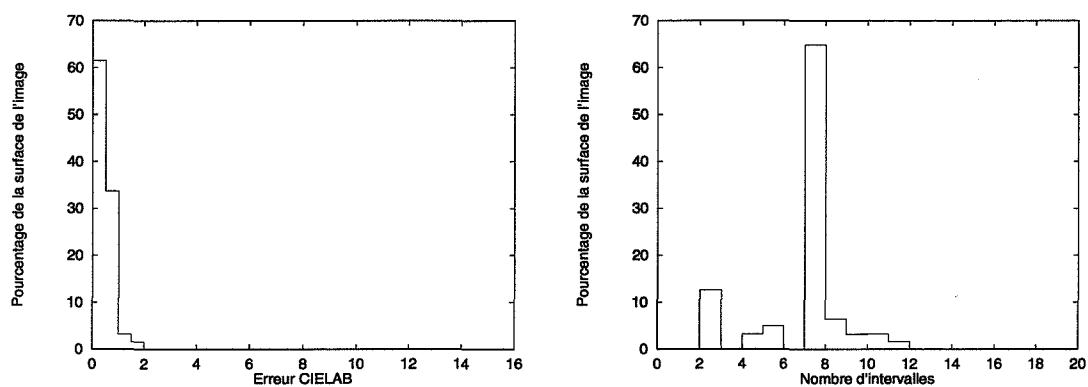 Pourcentage de la surface de l'image
70
60
50
40
30
20
10
0
0 2 4 6 8 10 12 14 16
Erreur CIELAB
Pourcentage de la surface de l'image
70
60
50
40
30
20
10
0
0 2 4 6 8 10 12 14 16 18 20
Nombre d'intervalles